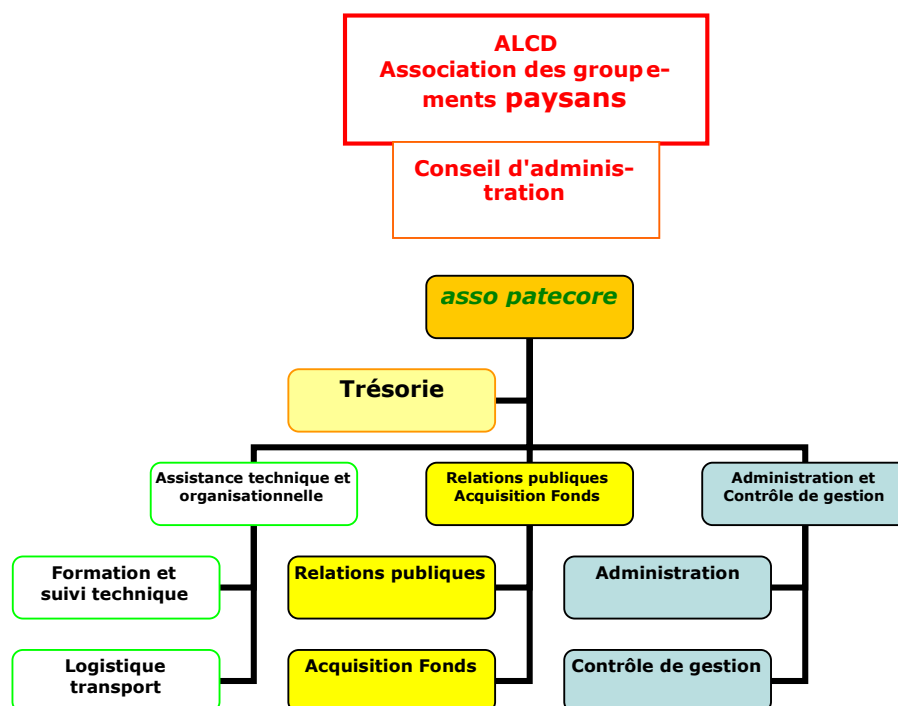 ALCD
Association des groupe-
ments paysans
Conseil d'adminis-
tration
asso patecore
Trésorie
Assistance technique et
organisationnelle
Relations publiques
Acquisition Fonds
Administration et
Contrôle de gestion
Formation et
suivi technique
Relations publiques
Administration
Logistique
transport
Acquisition Fonds
Contrôle de gestion